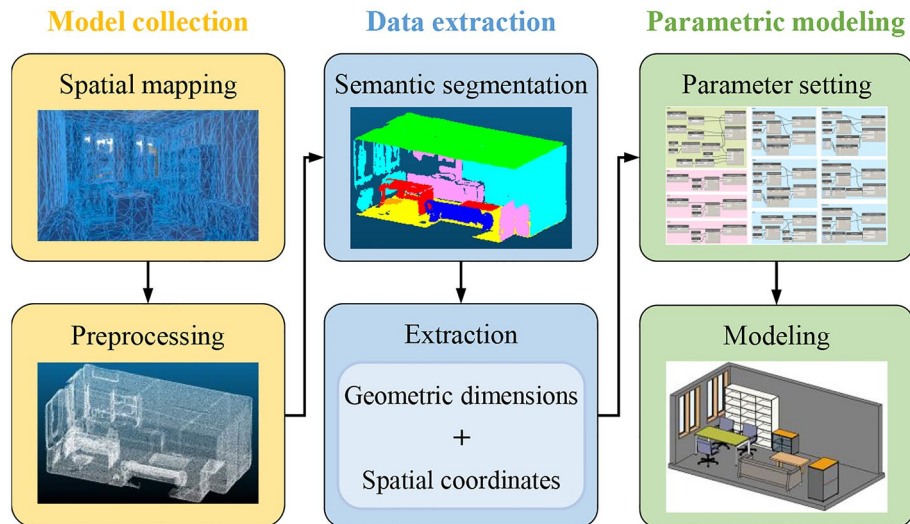 Model collection
Spatial mapping
Preprocessing
Data extraction
Semantic segmentation
Extraction
Geometric dimensions
+
Spatial coordinates
Parametric modeling
Parameter setting
Modeling